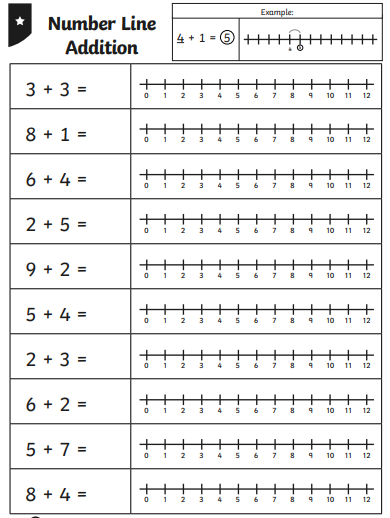 Number Line
Addition
Example:
4 + 1 = 5
4 5
3 + 3 =
0 1 2 3 4 5 6 7 8 9 10 11 12
8 + 1 =
0 1 2 3 4 5 6 7 8 9 10 11 12
6 + 4 =
0 1 2 3 4 5 6 7 8 9 10 11 12
2 + 5 =
0 1 2 3 4 5 6 7 8 9 10 11 12
9 + 2 =
0 1 2 3 4 5 6 7 8 9 10 11 12
5 + 4 =
0 1 2 3 4 5 6 7 8 9 10 11 12
2 + 3 =
0 1 2 3 4 5 6 7 8 9 10 11 12
6 + 2 =
0 1 2 3 4 5 6 7 8 9 10 11 12
5 + 7 =
0 1 2 3 4 5 6 7 8 9 10 11 12
8 + 4 =
0 1 2 3 4 5 6 7 8 9 10 11 12